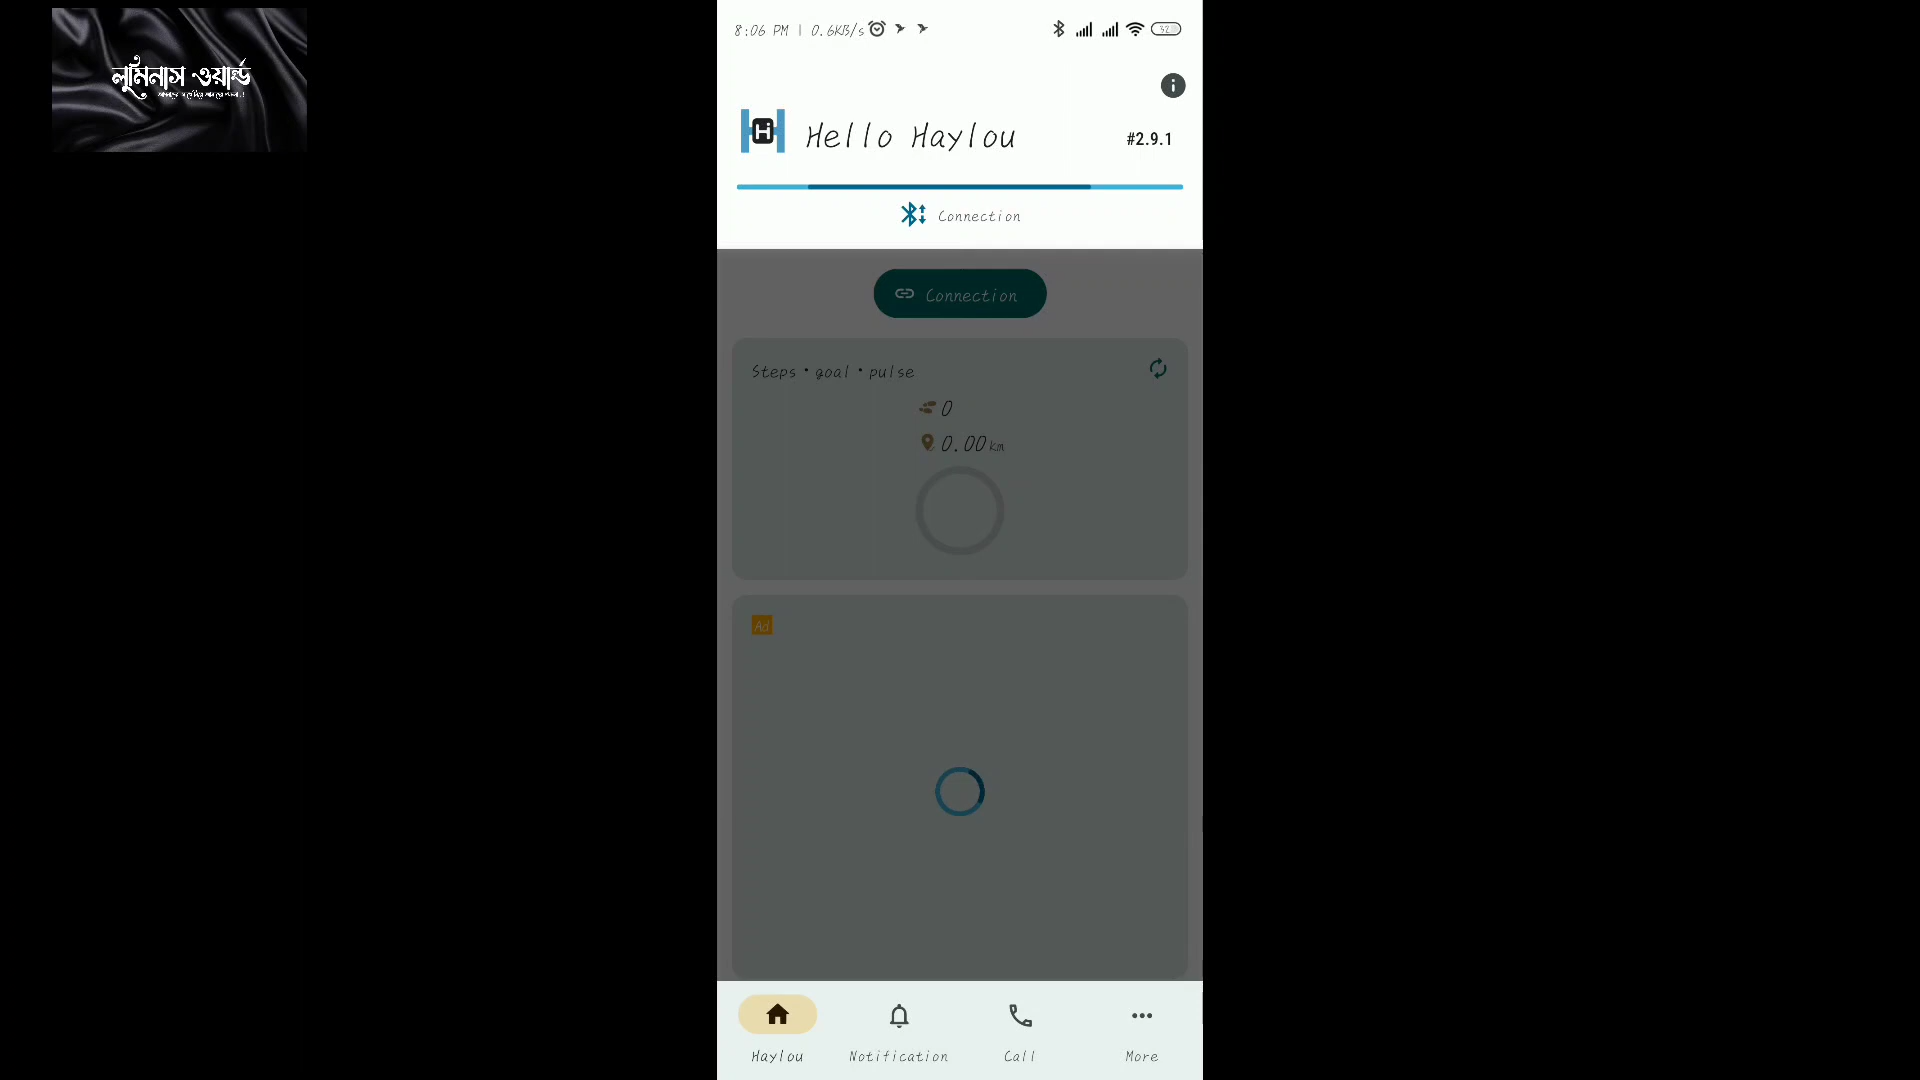 লুমিনাস ওয়ার্ল্ড
8:06 PM | 0.6KB/s
32
Hello Haylou
#2.9.1
Connection
Connection
Steps • goal • pulse
0
0.00 km
Ad
Haylou
Notification
Call
More